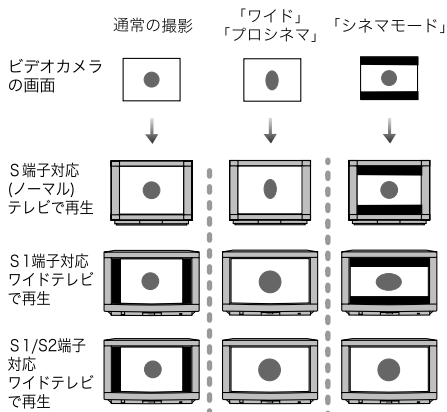 通常の撮影
「ワイド」
「プロシネマ」
「シネマモード」
ビデオカメラ
の画面
S端子対応
(ノーマル)
テレビで再生
S1端子対応
ワイドテレビ
で再生
S1/S2端子
対応
ワイドテレビ
で再生